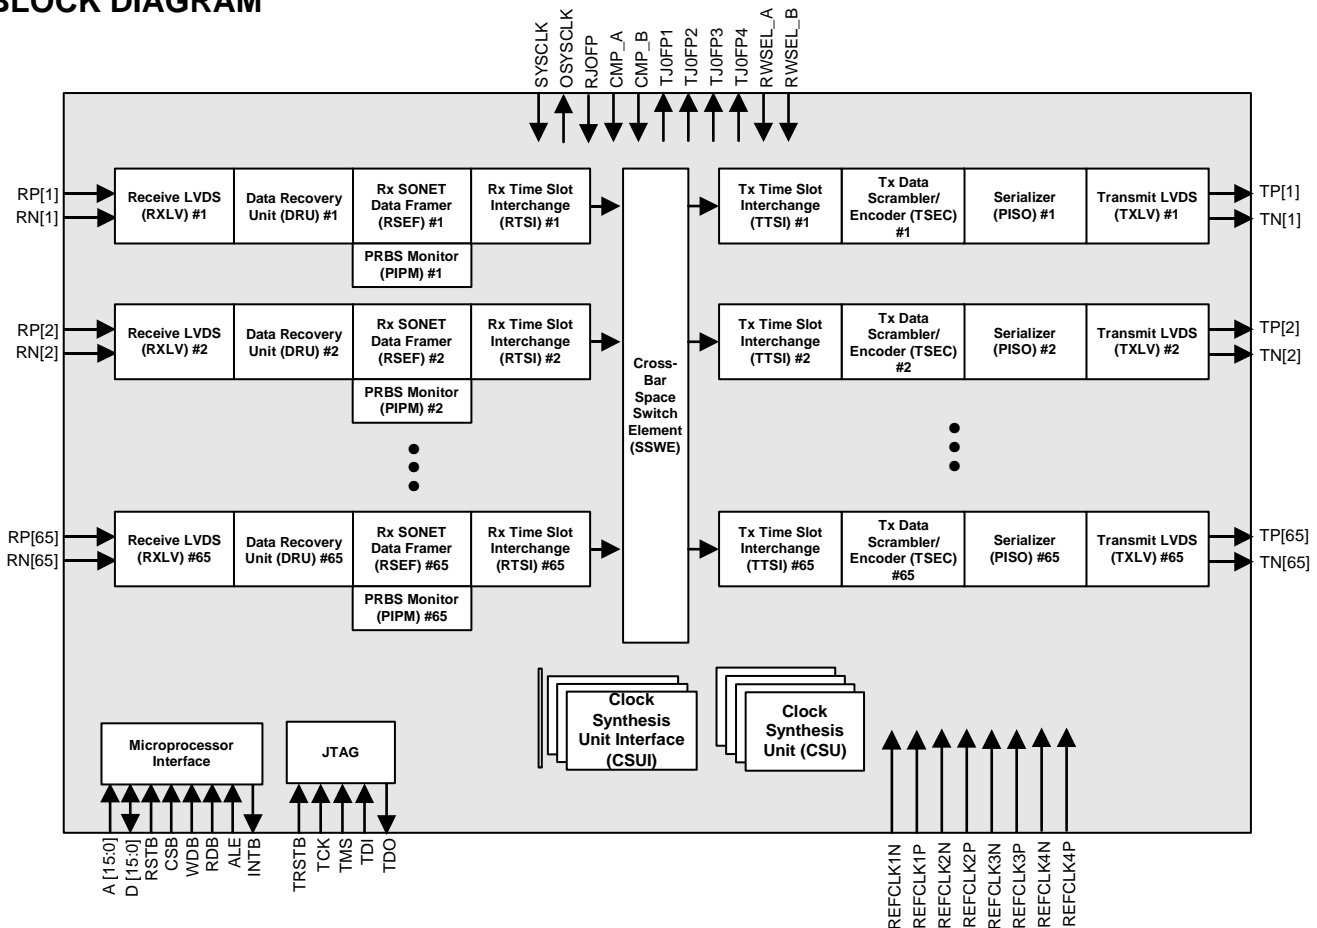 BLOCK DIAGRAM
SYSCLK
OSYSCLK
RJOFP
CMP_A
CMP_B
TJ0FP1
TJ0FP2
TJ0FP3
TJ0FP4
RWSEL_A
RWSEL_B
RP[1]
RN[1]
Receive LVDS
(RXLV) #1
Data Recovery
Unit (DRU) #1
Rx SONET
Data Framer
(RSEF) #1
Rx Time Slot
Interchange
(RTSI) #1
PRBS Monitor
(PIPM) #1
Tx Time Slot
Interchange
(TTSI) #1
Tx Data
Scrambler/
Encoder (TSEC)
#1
Serializer
(PISO) #1
Transmit LVDS
(TXLV) #1
TP[1]
TN[1]
RP[2]
RN[2]
Receive LVDS
(RXLV) #2
Data Recovery
Unit (DRU) #2
Rx SONET
Data Framer
(RSEF) #2
Rx Time Slot
Interchange
(RTSI) #2
PRBS Monitor
(PIPM) #2
Cross-
Bar
Space
Switch
Element
(SSWE)
Tx Time Slot
Interchange
(TTSI) #2
Tx Data
Scrambler/
Encoder (TSEC)
#2
Serializer
(PISO) #2
Transmit LVDS
(TXLV) #2
TP[2]
TN[2]
RP[65]
RN[65]
Receive LVDS
(RXLV) #65
Data Recovery
Unit (DRU) #65
Rx SONET
Data Framer
(RSEF) #65
Rx Time Slot
Interchange
(RTSI) #65
PRBS Monitor
(PIPM) #65
Tx Time Slot
Interchange
(TTSI) #65
Tx Data
Scrambler/
Encoder (TSEC)
#65
Serializer
(PISO) #65
Transmit LVDS
(TXLV) #65
TP[65]
TN[65]
Microprocessor
Interface
JTAG
Clock
Synthesis
Unit Interface
(CSUI)
Clock
Synthesis
Unit (CSU)
A [15:0]
D [15:0]
RSTB
CSB
WDB
RDB
ALE
INTB
TRSTB
TCK
TMS
TDI
TDO
REFCLK1N
REFCLK1P
REFCLK2N
REFCLK2P
REFCLK3N
REFCLK3P
REFCLK4N
REFCLK4P